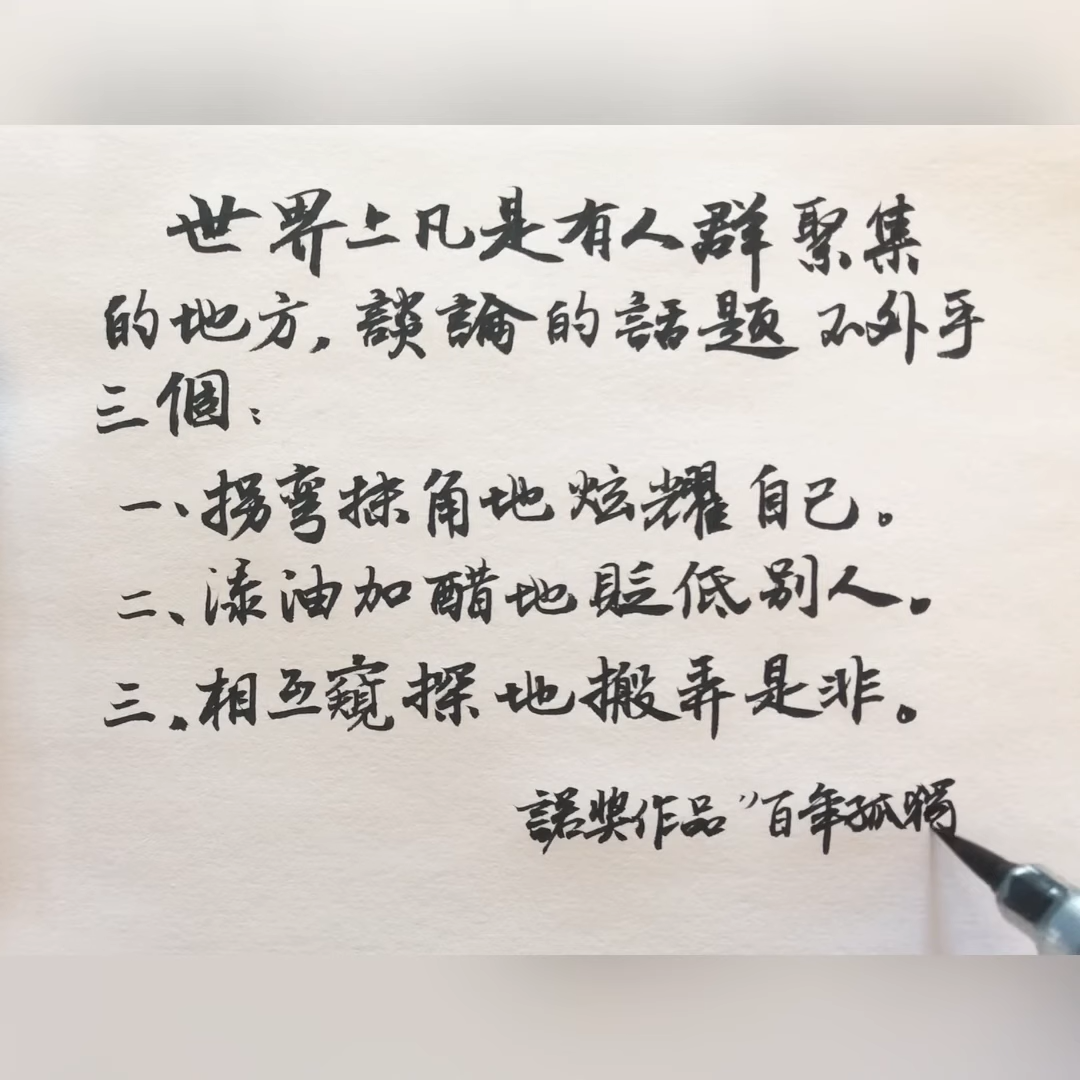 世界上凡是有人群聚集
的地方,談論的話題不外乎
三個:
一、拐彎抹角地炫耀自己。
二、添油加醋地貶低别人。
三、相互窺探地搬弄是非。
諾獎作品"百年孤獨